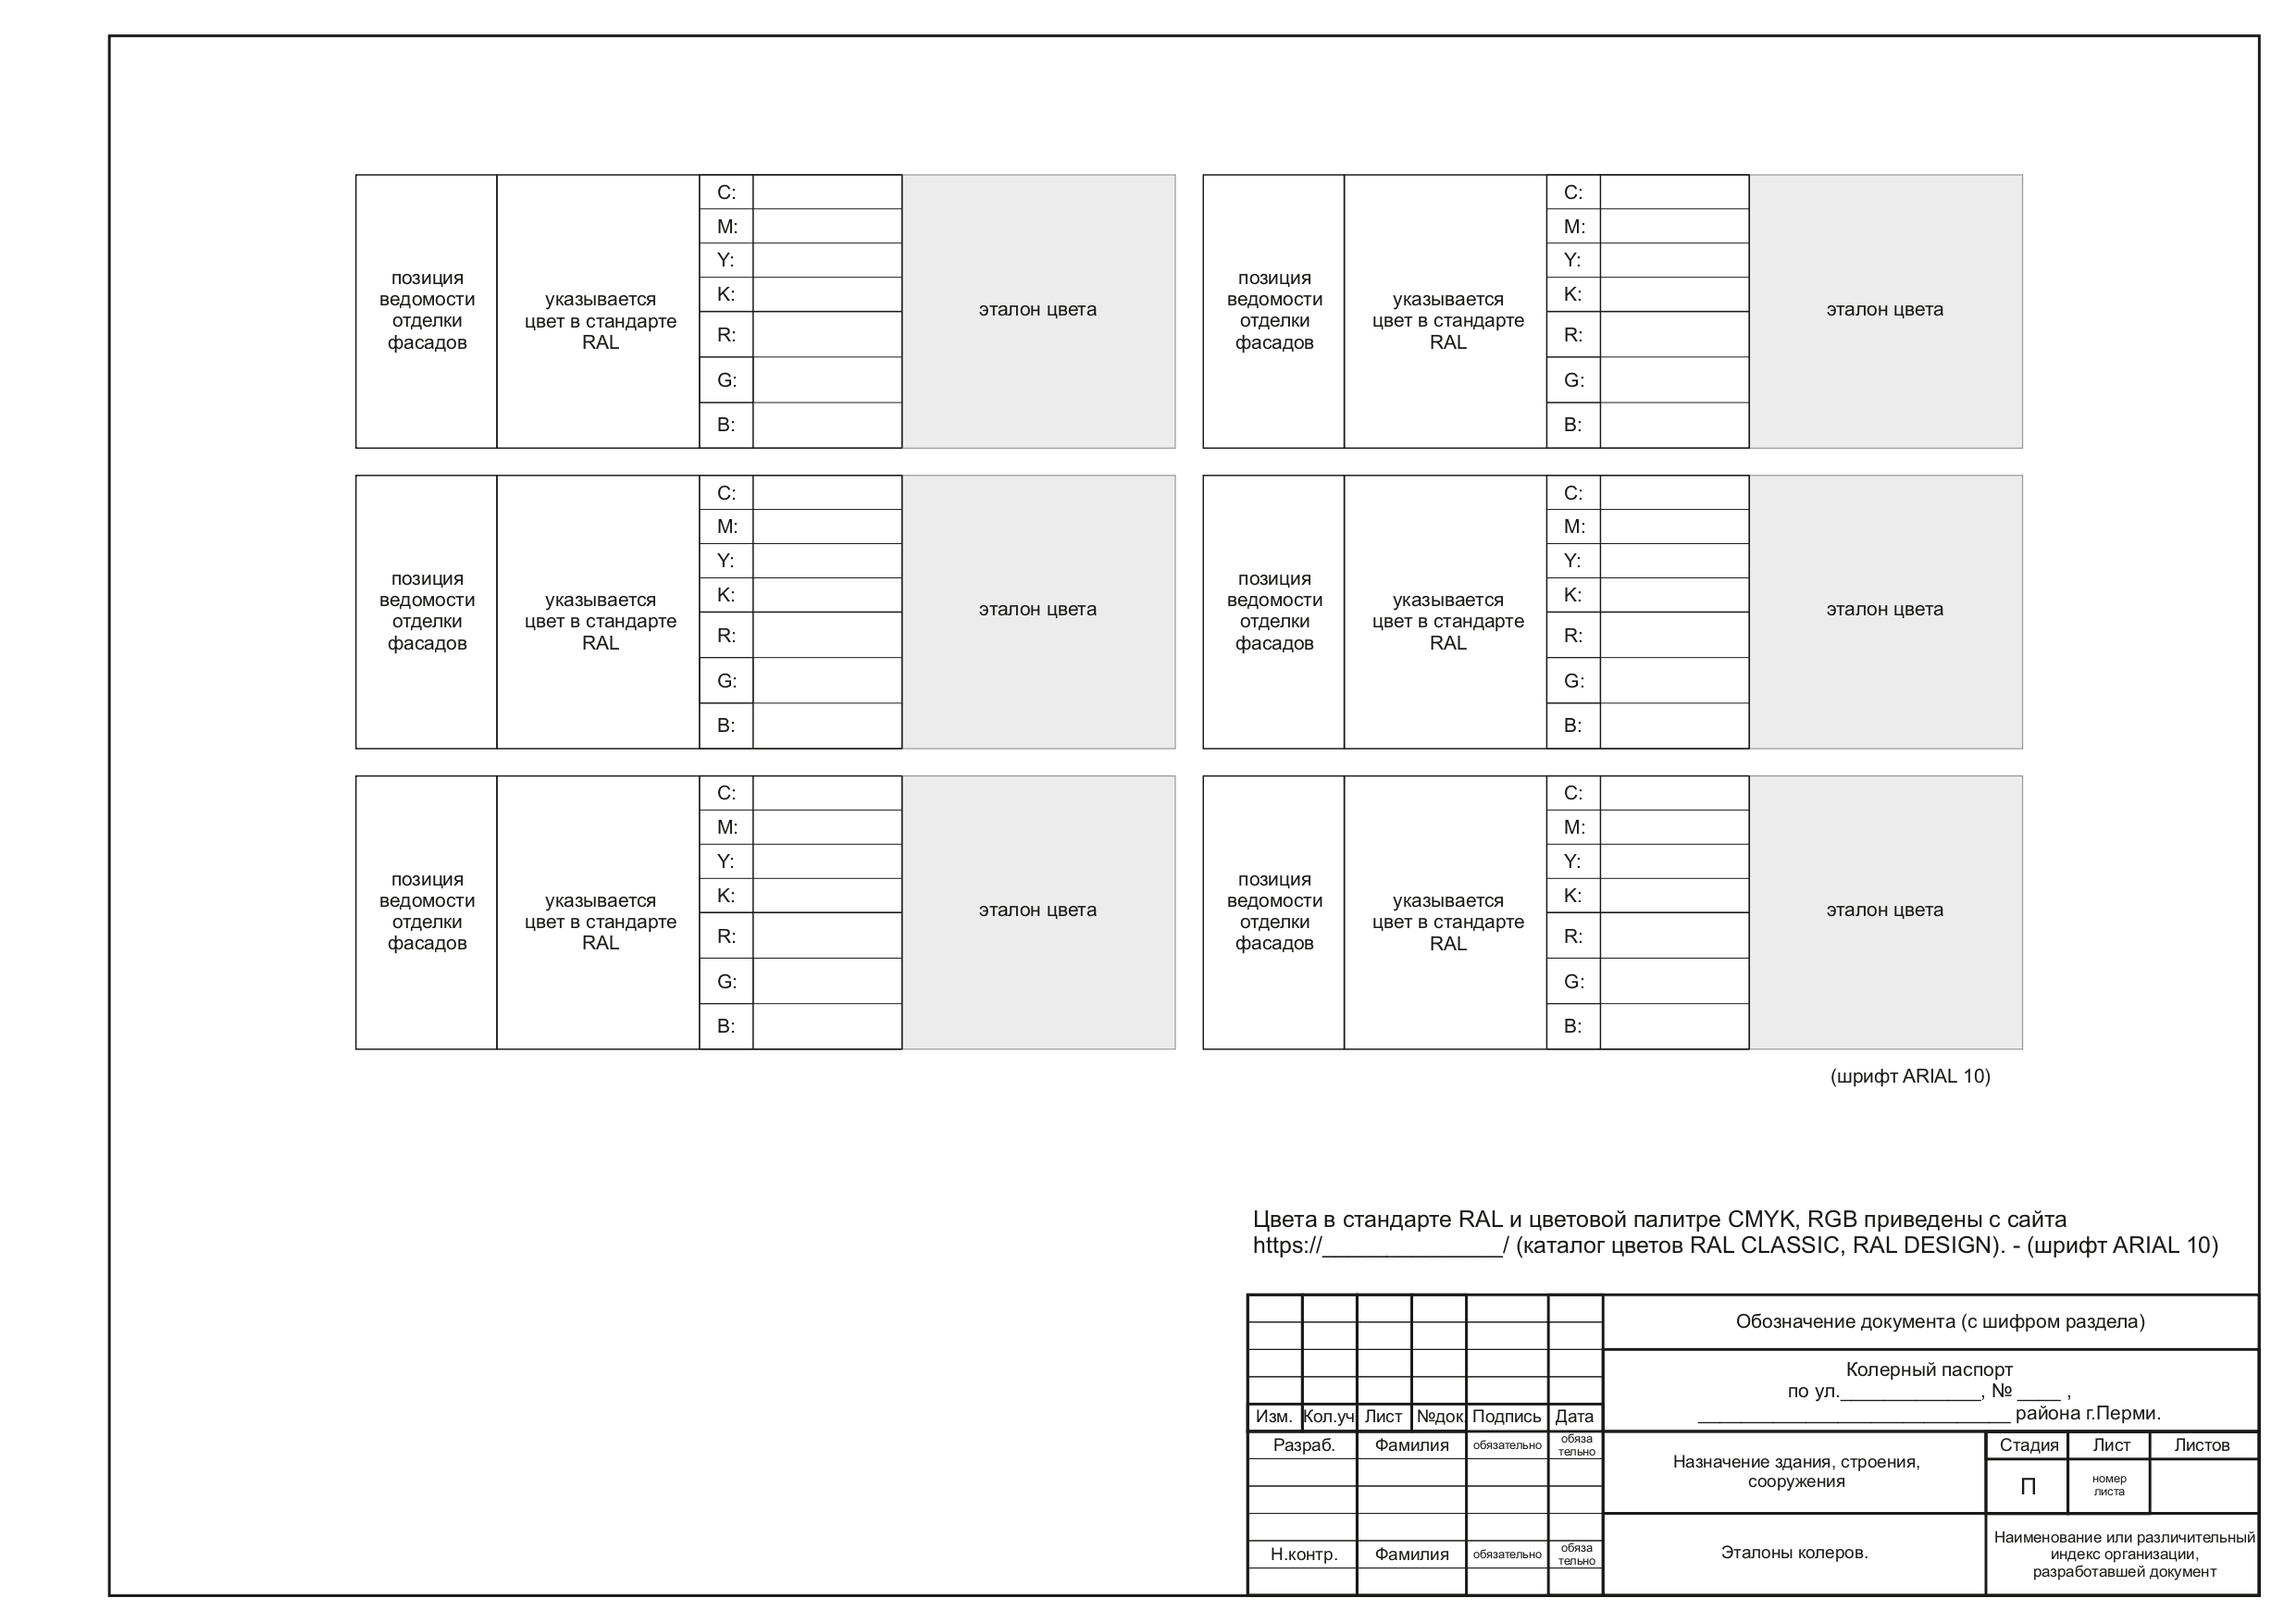 позиция
ведомости
отделки
фасадов
указывается
цвет в стандарте
RAL
C:
M:
Y:
K:
R:
G:
B:
эталон цвета
позиция
ведомости
отделки
фасадов
указывается
цвет в стандарте
RAL
C:
M:
Y:
K:
R:
G:
B:
эталон цвета
позиция
ведомости
отделки
фасадов
указывается
цвет в стандарте
RAL
C:
M:
Y:
K:
R:
G:
B:
эталон цвета
позиция
ведомости
отделки
фасадов
указывается
цвет в стандарте
RAL
C:
M:
Y:
K:
R:
G:
B:
эталон цвета
позиция
ведомости
отделки
фасадов
указывается
цвет в стандарте
RAL
C:
M:
Y:
K:
R:
G:
B:
эталон цвета
позиция
ведомости
отделки
фасадов
указывается
цвет в стандарте
RAL
C:
M:
Y:
K:
R:
G:
B:
эталон цвета
(шрифт ARIAL 10)
Цвета в стандарте RAL и цветовой палитре CMYK, RGB приведены с сайта
https://______________/ (каталог цветов RAL CLASSIC, RAL DESIGN). - (шрифт ARIAL 10)
Обозначение документа (с шифром раздела)
Колерный паспорт
по ул._____________, № ____ ,
_____________________________ района г.Перми.
Изм. Кол.уч Лист №док. Подпись Дата
Разраб. Фамилия обязательно обяза
тельно
Назначение здания, строения,
сооружения
Стадия Лист Листов
П номер
листа
Н.контр. Фамилия обязательно обяза
тельно
Эталоны колеров.
Наименование или различительный
индекс организации,
разработавшей документ